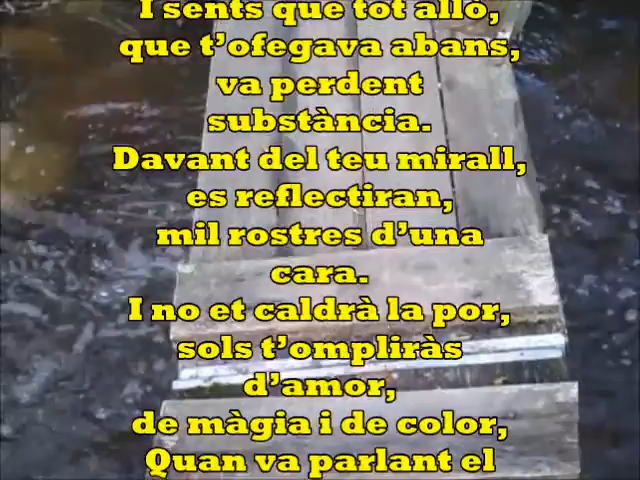 I sents que tot allò,
que t’ofegava abans,
va perdent
substància.
Davant del teu mirall,
es reflectiran,
mil rostres d’una
cara.
I no et caldrà la por,
sols t’ompliràs
d’amor,
de màgia i de color,
Quan va parlant el